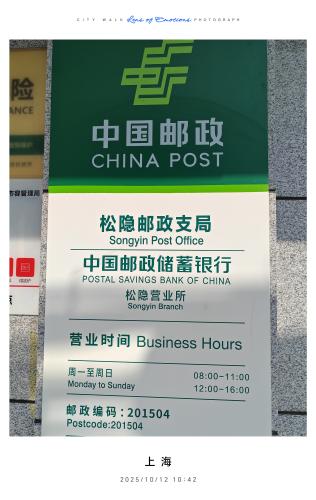 CITY WALK Lens of Emotions PHOTOGRAPH
险
ANCE
中国邮政
CHINA POST
松隐邮政支局
Songyin Post Office
中国邮政储蓄银行
POSTAL SAVINGS BANK OF CHINA
松隐营业所
Songyin Branch
营业时间 Business Hours
周一至周日
Monday to Sunday
08:00-11:00
12:00-16:00
邮政编码：201504
Postcode:201504
上海
2025/10/12 10:42